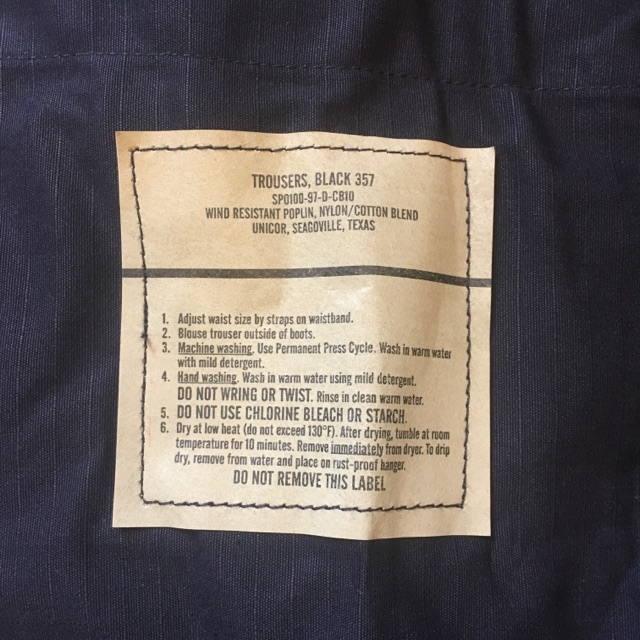 TROUSERS, BLACK 357
SPO100-97-D-CB10
WIND RESISTANT POPLIN, NYLON/COTTON BLEND
UNICOR, SEAGOVILLE, TEXAS
1. Adjust waist size by straps on waistband.
2. Blouse trouser outside of boots.
3. Machine washing. Use Permanent Press Cycle. Wash in warm water
with mild detergent.
4. Hand washing. Wash in warm water using mild detergent.
DO NOT WRING OR TWIST. Rinse in clean warm water.
5. DO NOT USE CHLORINE BLEACH OR STARCH.
6. Dry at low heat (do not exceed 130°F). After drying, tumble at room
temperature for 10 minutes. Remove immediately from dryer. To drip
dry, remove from water and place on rust-proof hanger.
DO NOT REMOVE THIS LABEL